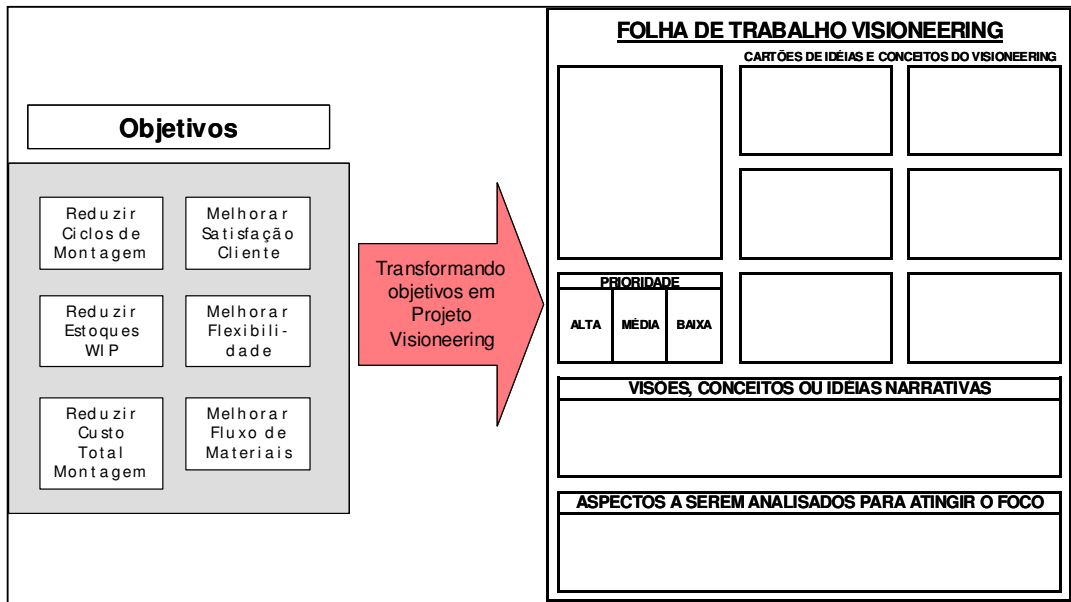 Objetivos
Reduzir
Ciclos de
Montagem
Melhorar
Satisfação
Cliente
Reduzir
Estoques
WIP
Melhorar
Flexibili-
dade
Reduzir
Custo
Total
Montagem
Melhorar
Fluxo de
Materiais
Transformando
objetivos em
Projeto
Visioneering
FOLHA DE TRABALHO VISIONEERING
CARTÕES DE IDÉIAS E CONCEITOS DO VISIONEERING
PRIORIDADE
ALTA MÉDIA BAIXA
VISÕES, CONCEITOS OU IDÉIAS NARRATIVAS
ASPECTOS A SEREM ANALISADOS PARA ATINGIR O FOCO